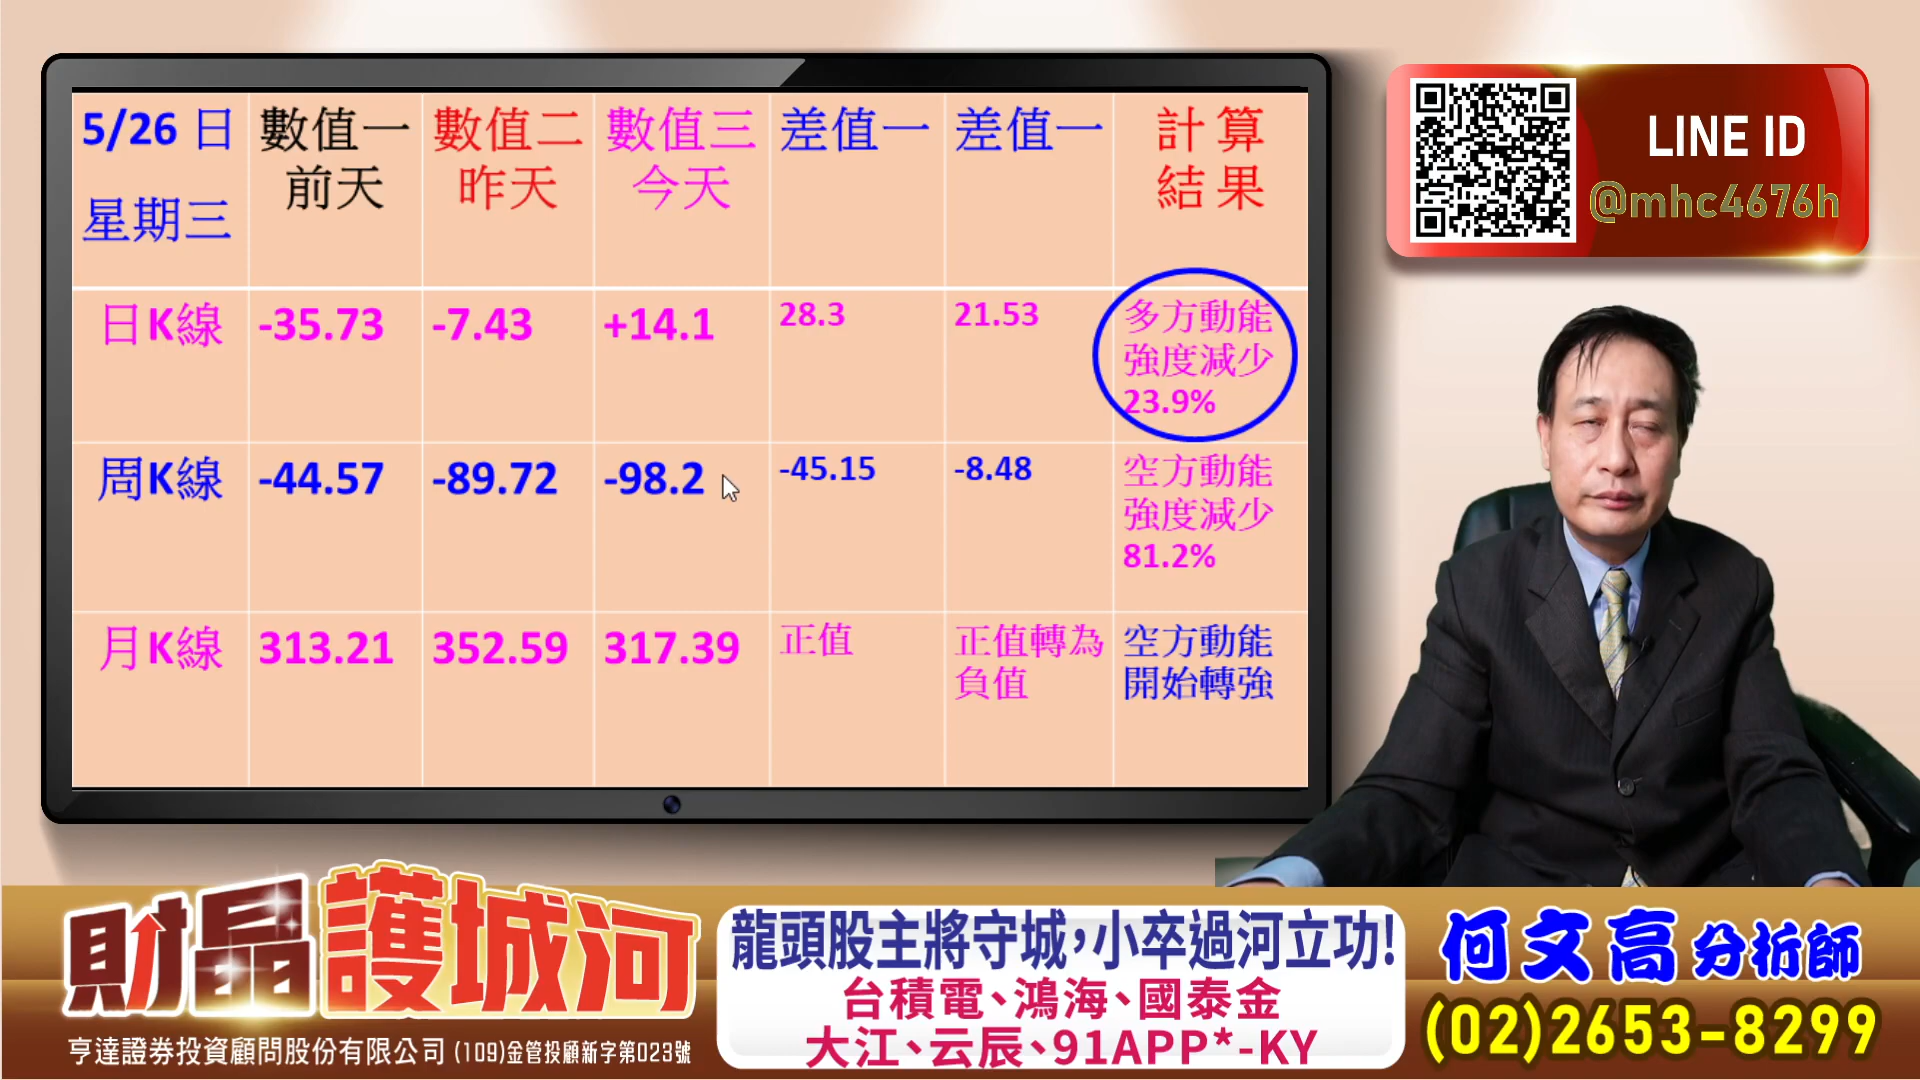 5/26 日
星期三
數值一
前天
數值二
昨天
數值三
今天
差值一
差值一
計 算
結 果
日K線
-35.73
-7.43
+14.1
28.3
21.53
多方動能
強度減少
23.9%
周K線
-44.57
-89.72
-98.2
-45.15
-8.48
空方動能
強度減少
81.2%
月K線
313.21
352.59
317.39
正值
正值轉為
負值
空方動能
開始轉強
LINE ID
@mhc4676h
財晶護城河
亨達證券投資顧問股份有限公司 (109)金管投顧新字第023號
龍頭股主將守城,小卒過河立功!
台積電、鴻海、國泰金
大江、云辰、91APP*-KY
何文高分析師
(02)2653-8299